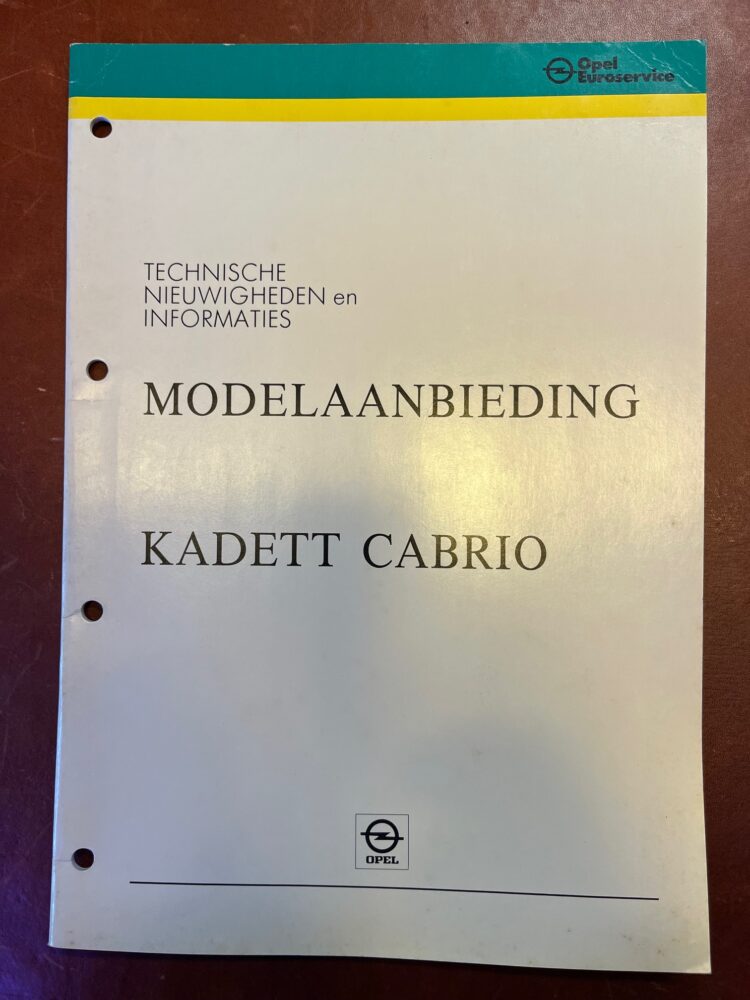 Opel
Euroservice
TECHNISCHE
NIEUWIGHEDEN en
INFORMATIES
MODELAANBIEDING
KADETT CABRIO
OPEL